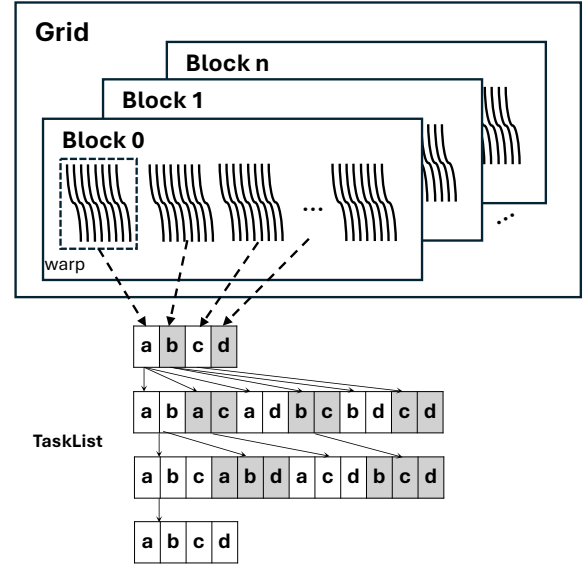 Grid
Block n
Block 1
Block 0
...
...
warp
a b c d
a b a c a d b c b d c d
TaskList
a b c a b d a c d b c d
a b c d